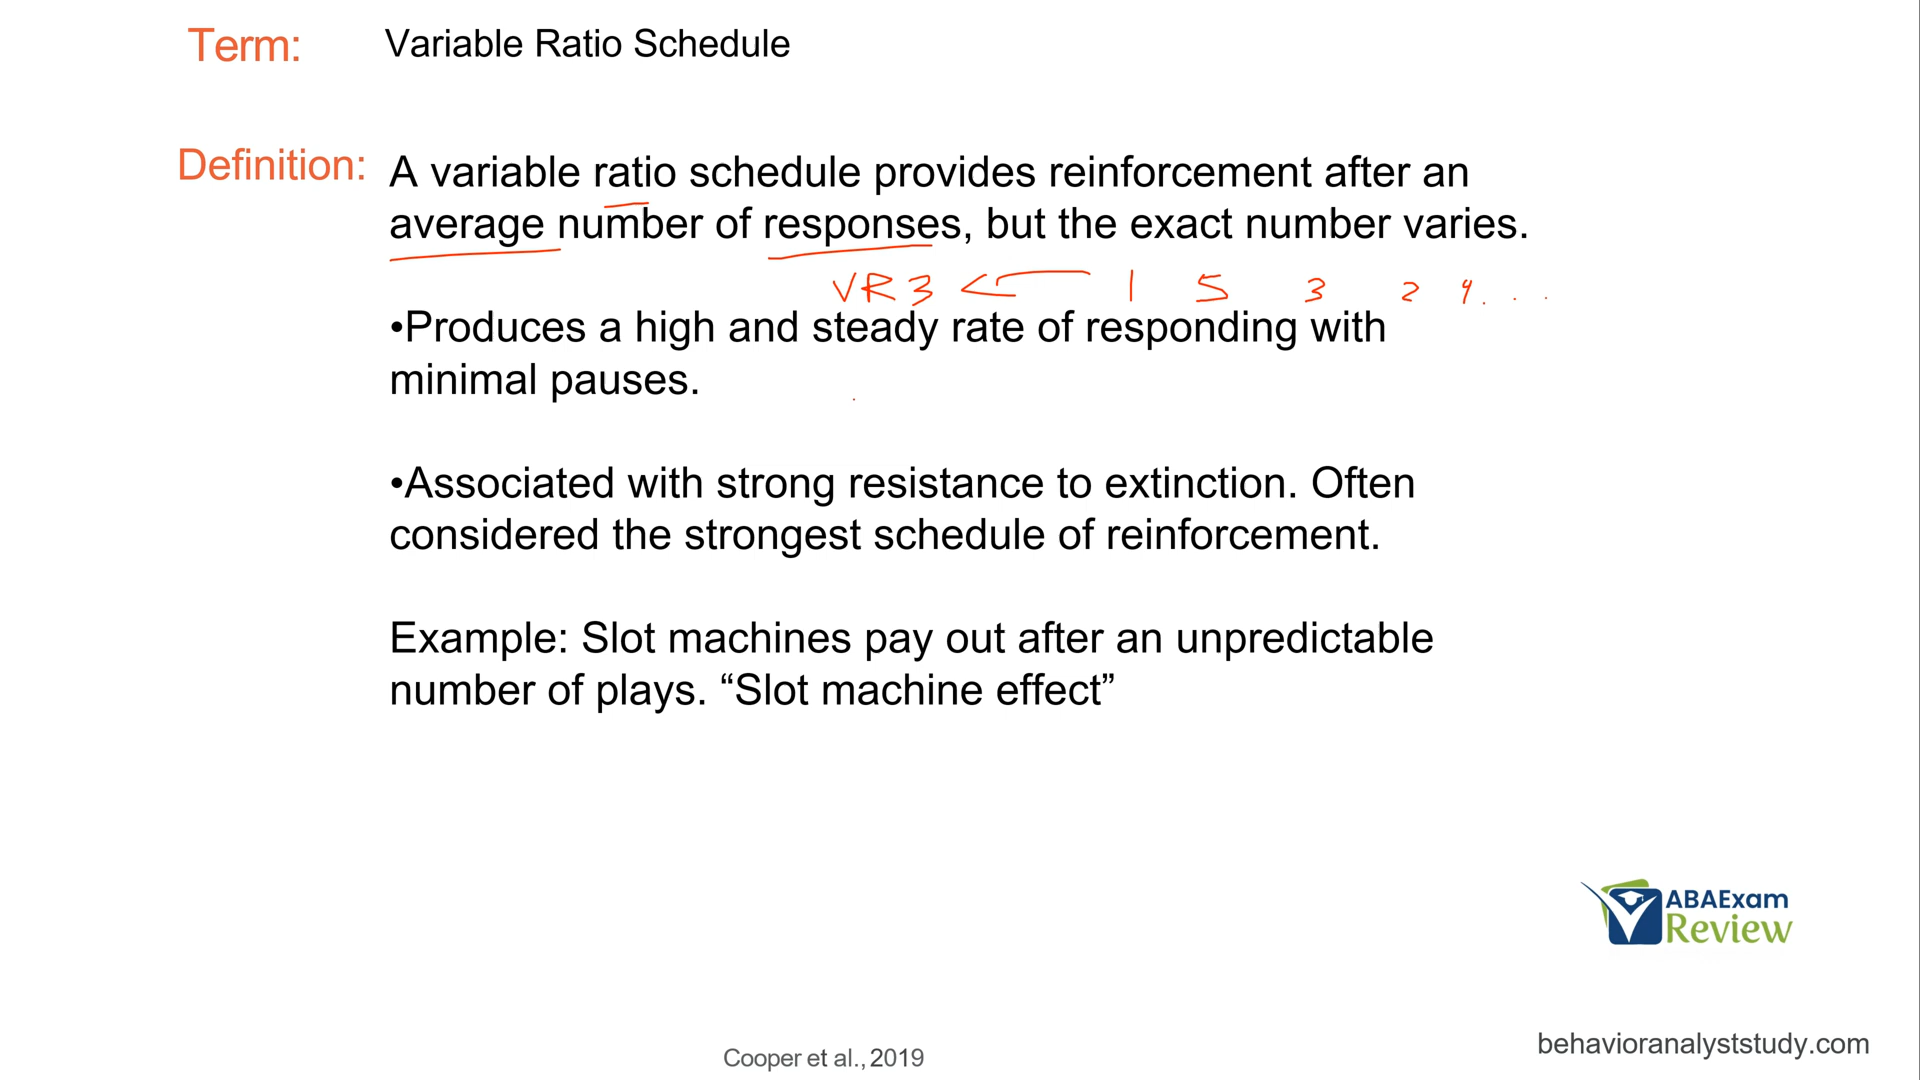 Term: Variable Ratio Schedule
Definition: A variable ratio schedule provides reinforcement after an
average number of responses, but the exact number varies.
VR3 1 5 3 2 4. . .
•Produces a high and steady rate of responding with
minimal pauses.
•Associated with strong resistance to extinction. Often
considered the strongest schedule of reinforcement.
Example: Slot machines pay out after an unpredictable
number of plays. “Slot machine effect”
ABAExam
Review
behavioranalyststudy.com
Cooper et al., 2019